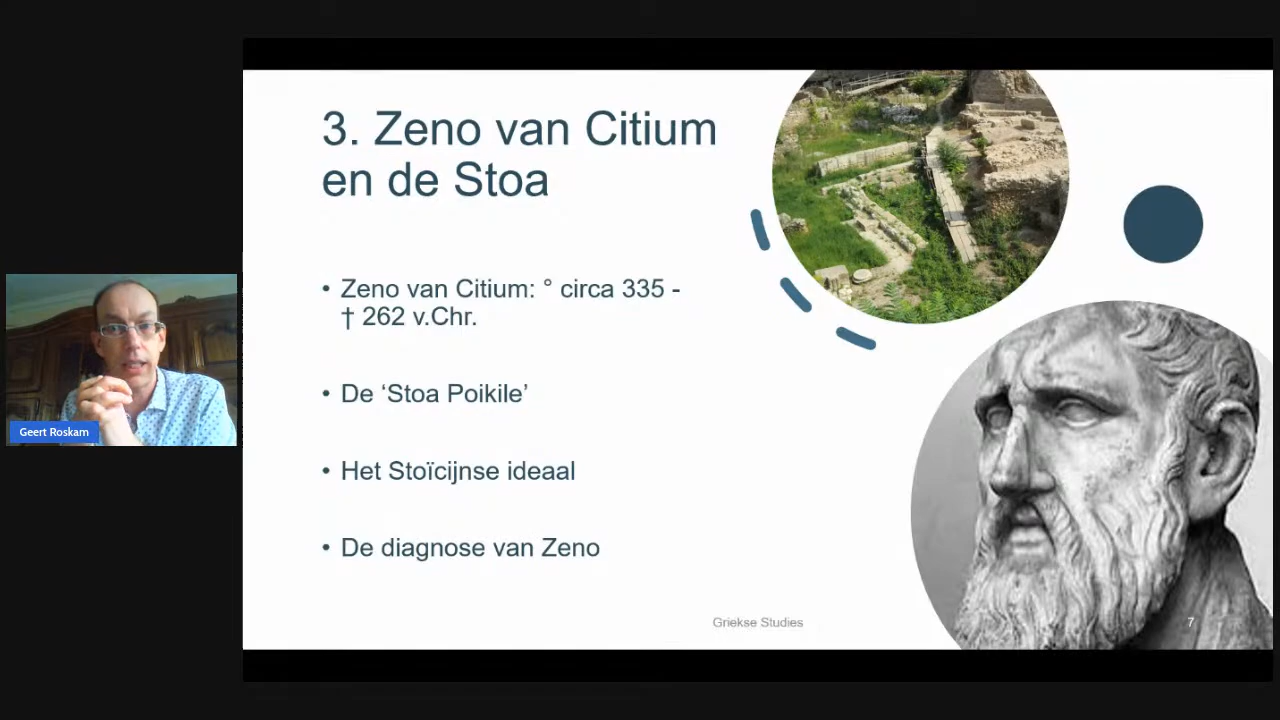 3. Zeno van Citium
en de Stoa
• Zeno van Citium: ° circa 335 -
† 262 v.Chr.
• De ‘Stoa Poikile’
• Het Stoïcijnse ideaal
• De diagnose van Zeno
Geert Roskam
Griekse Studies
7